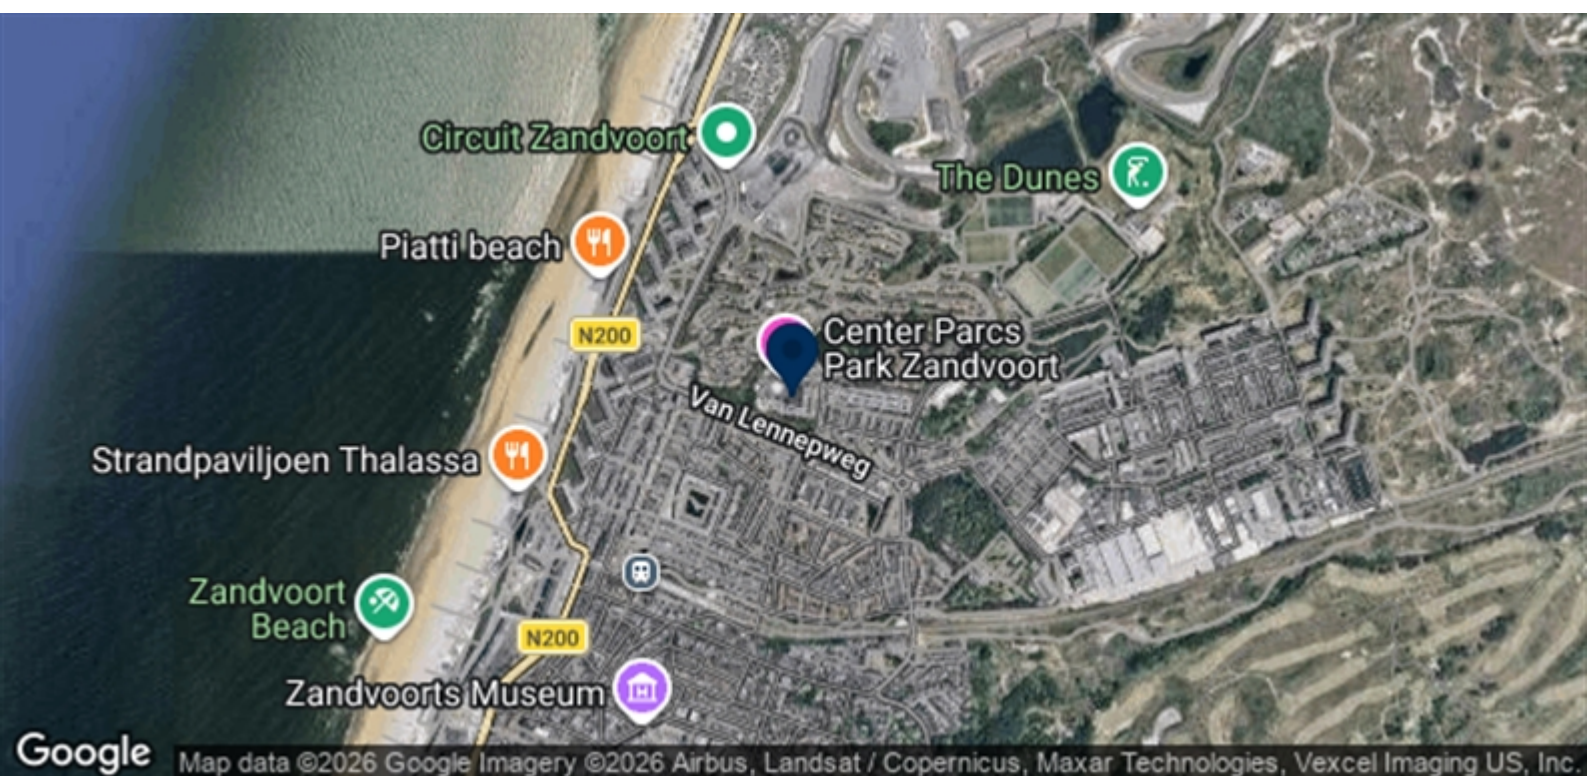 Circuit Zandvoort
The Dunes
Piatti beach
N200
Center Parcs
Park Zandvoort
Van Lennepweg
Strandpaviljoen Thalassa
Zandvoort
Beach
N200
Zandvoorts Museum
Google
Map data ©2026 Google Imagery ©2026 Airbus, Landsat / Copernicus, Maxar Technologies, Vexcel Imaging US, Inc.